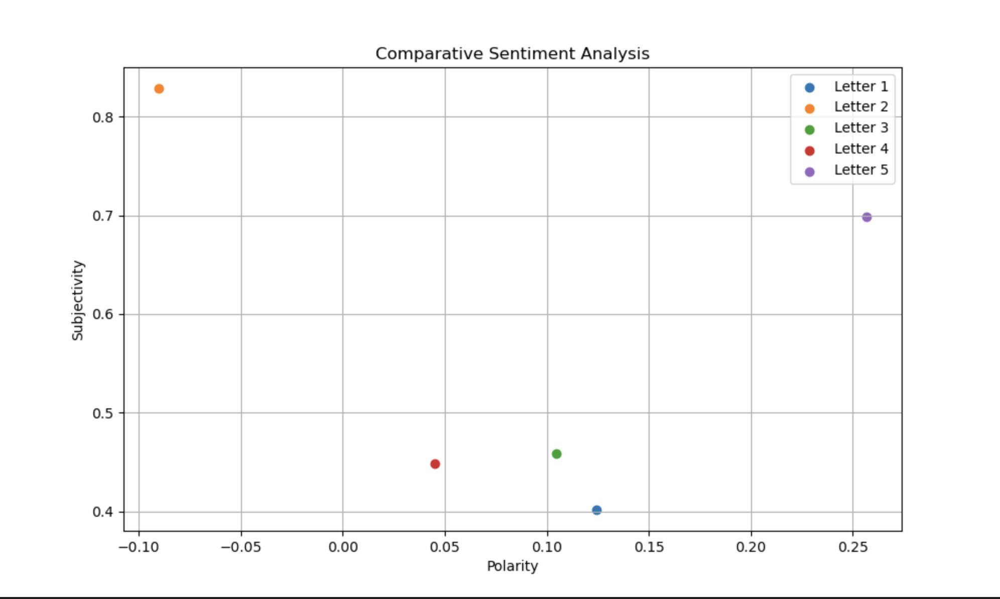 Comparative Sentiment Analysis
Letter 1
Letter 2
Letter 3
Letter 4
Letter 5
0.8
0.7
0.6
0.5
0.4
Subjectivity
−0.10 −0.05 0.00 0.05 0.10 0.15 0.20 0.25
Polarity